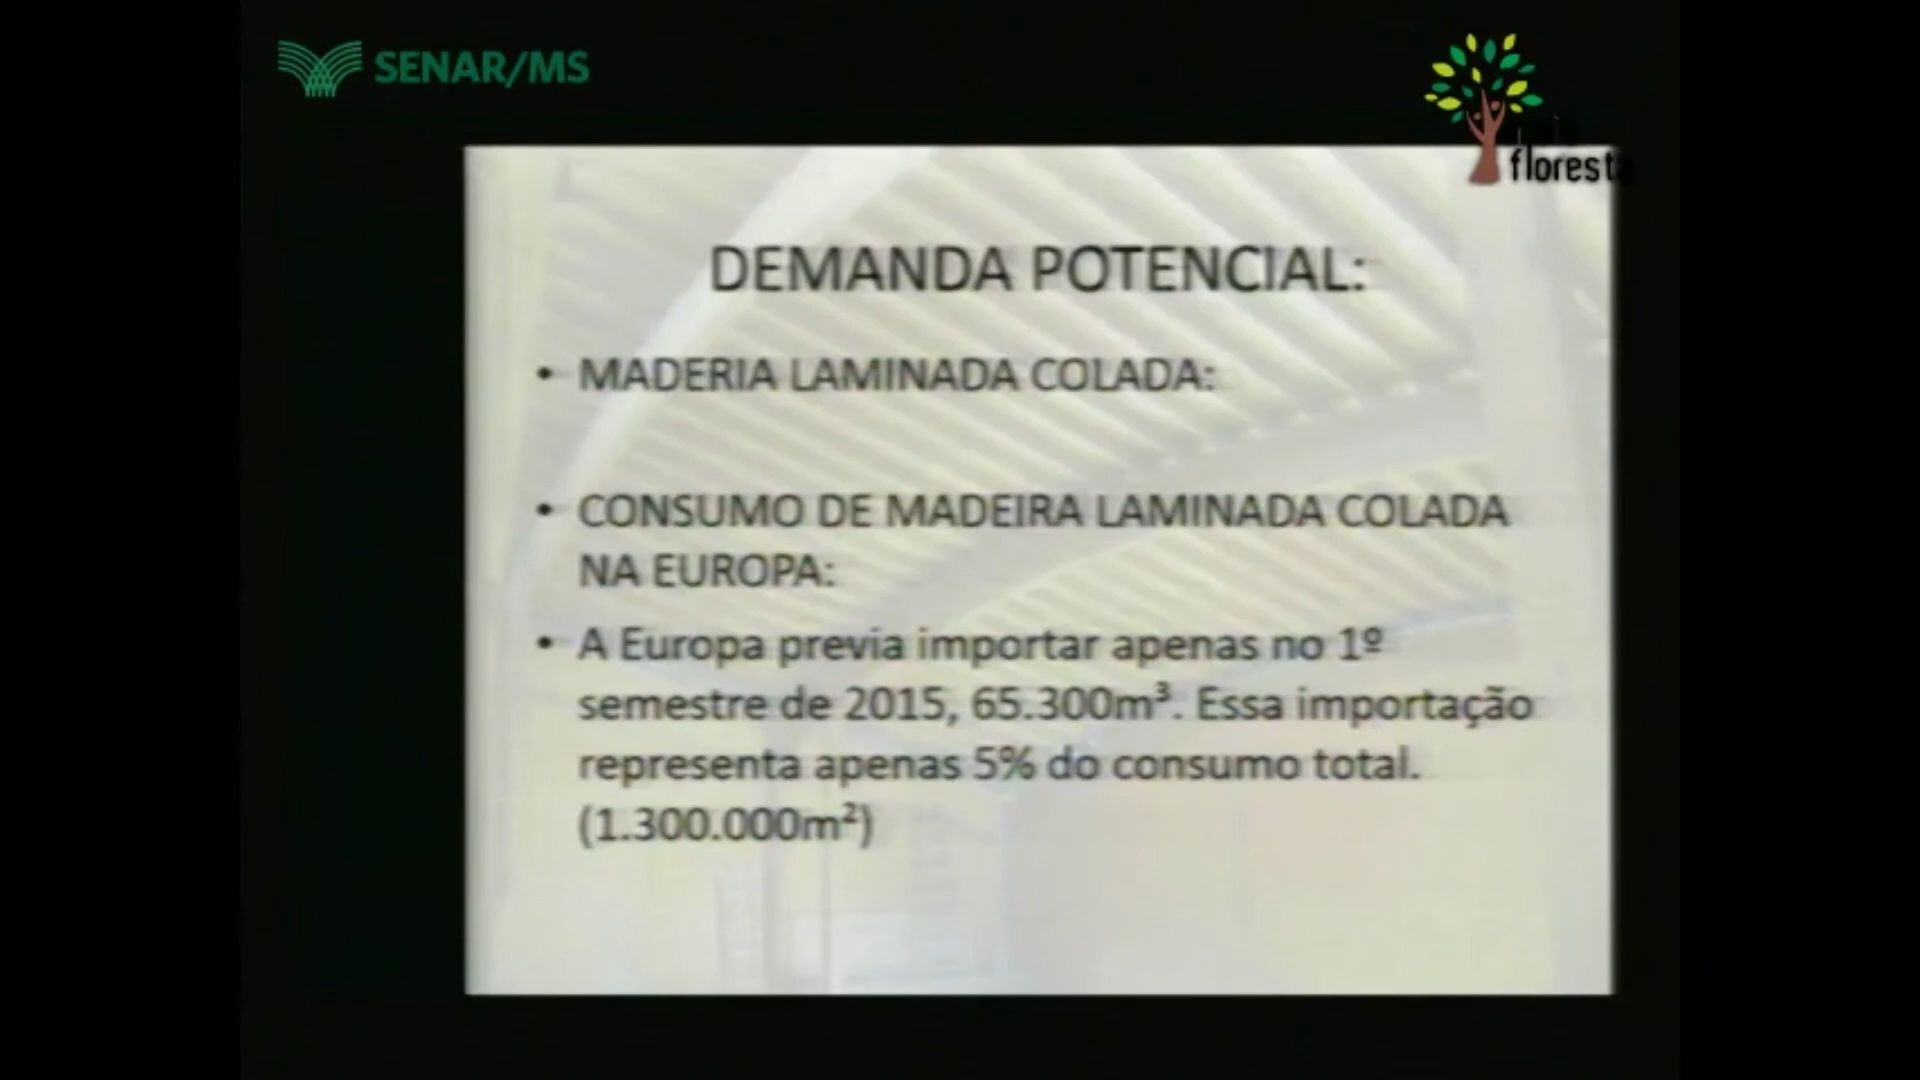 SENAR/MS
floresta
DEMANDA POTENCIAL:
• MADERIA LAMINADA COLADA:
• CONSUMO DE MADEIRA LAMINADA COLADA
NA EUROPA:
• A Europa previa importar apenas no 1º
semestre de 2015, 65.300m³. Essa importação
representa apenas 5% do consumo total.
(1.300.000m²)